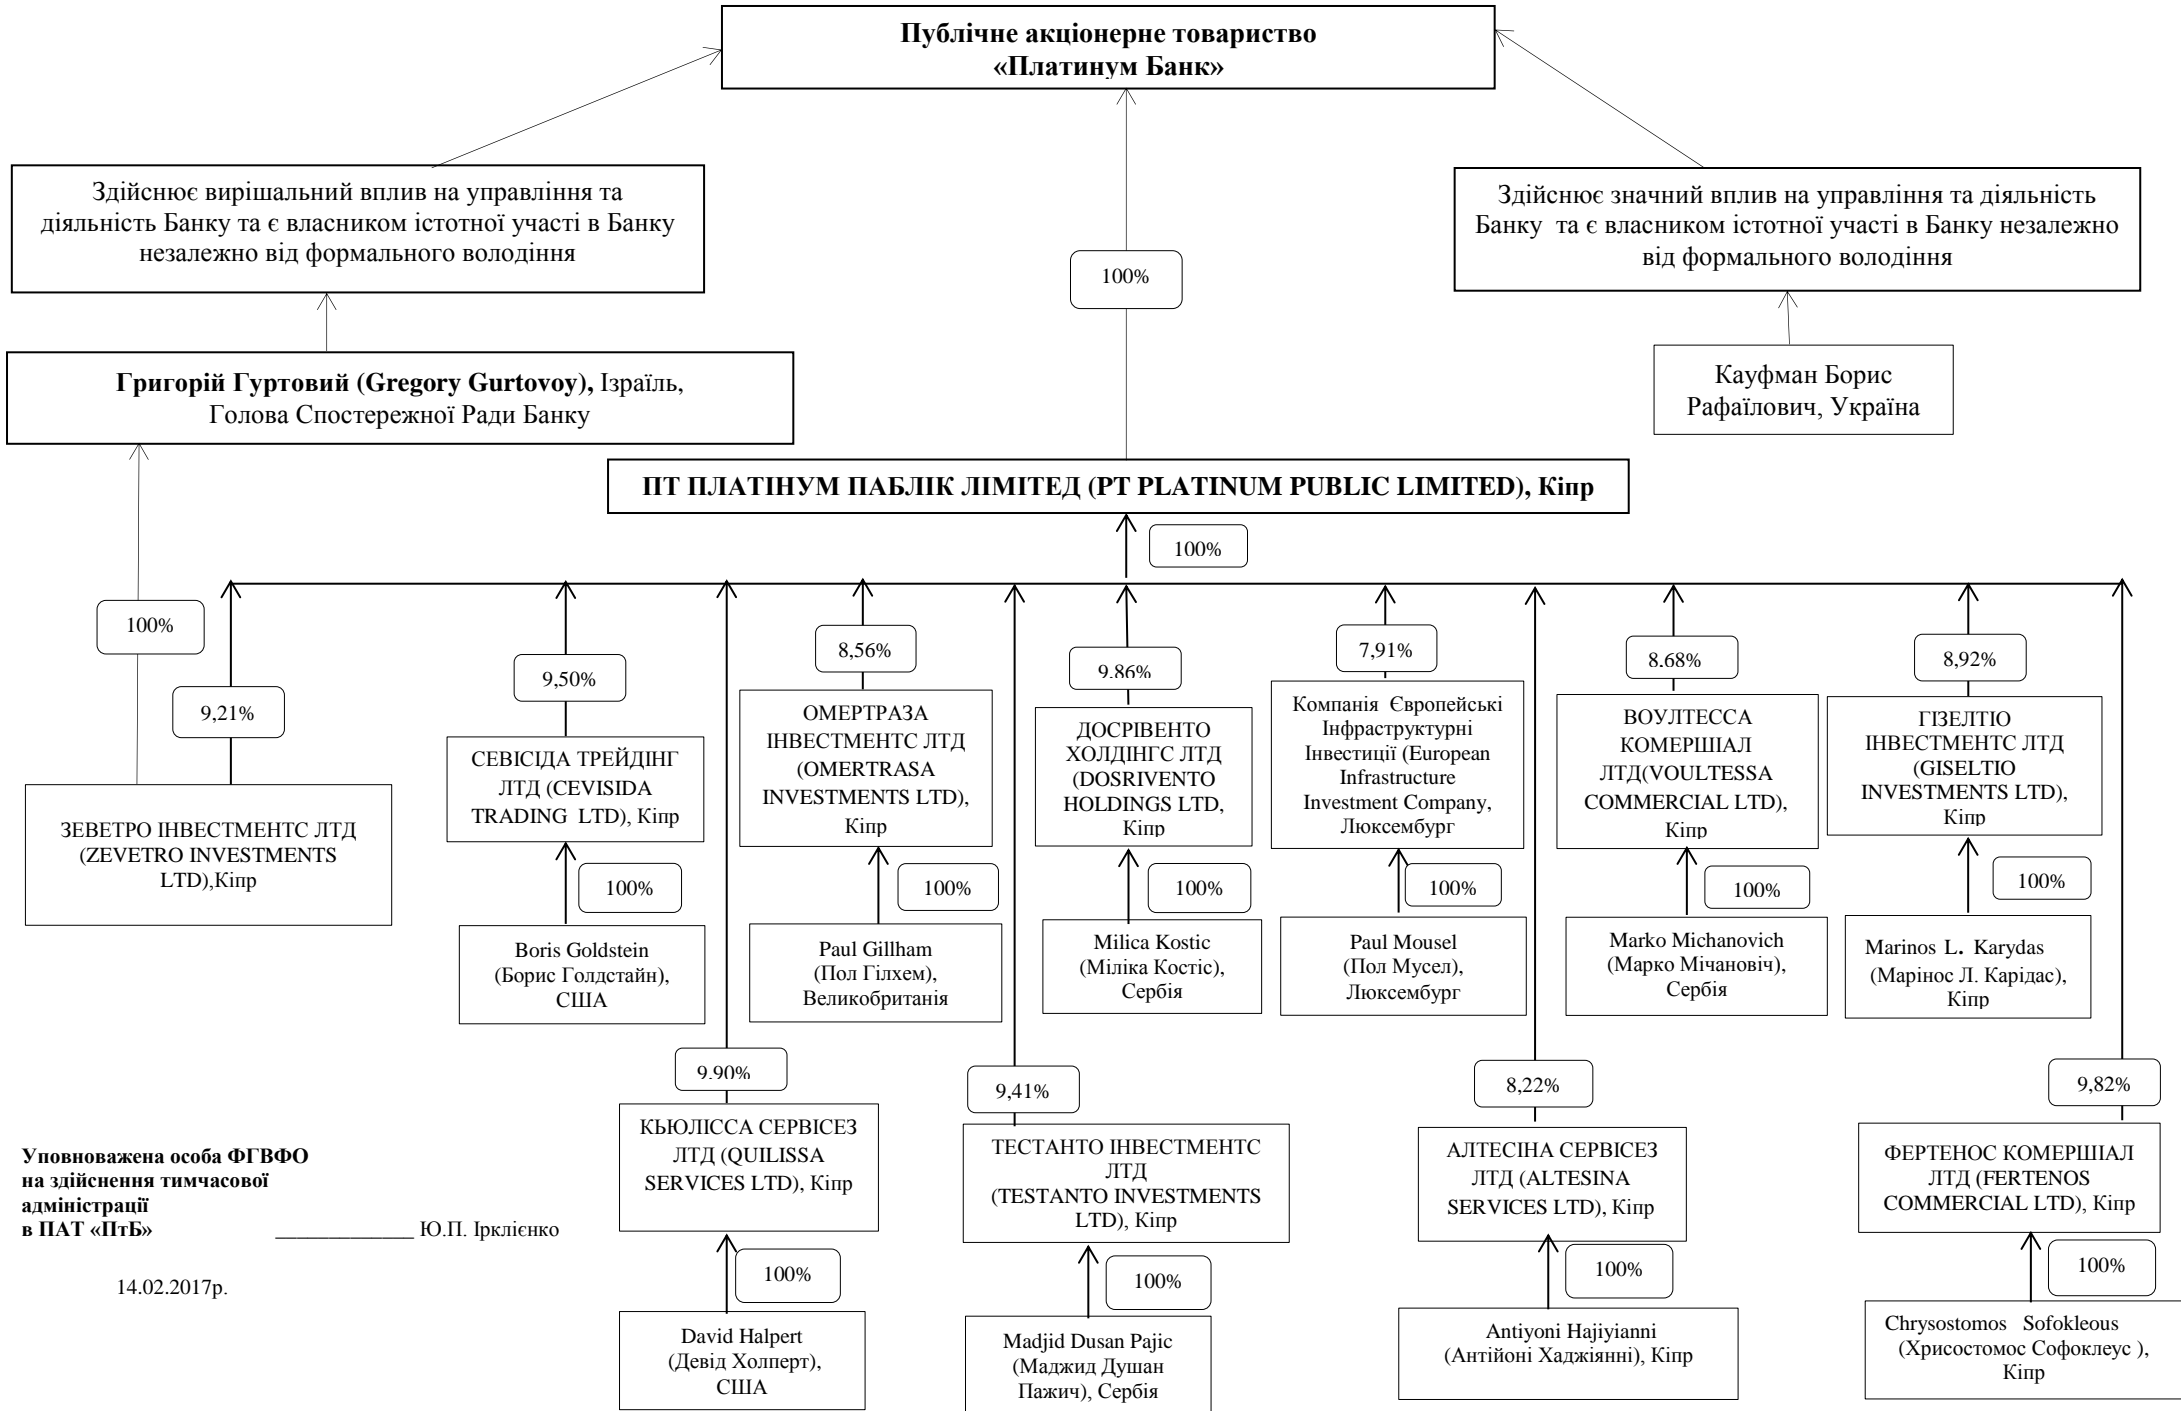 Публічне акціонерне товариство
«Платинум Банк»
Здійснює вирішальний вплив на управління та
діяльність Банку та є власником істотної участі в Банку
незалежно від формального володіння
100%
Здійснює значний вплив на управління та діяльність
Банку та є власником істотної участі в Банку незалежно
від формального володіння
Григорій Гуртовий (Gregory Gurtovoy), Ізраїль,
Голова Спостережної Ради Банку
Кауфман Борис
Рафаїлович, Україна
ПТ ПЛАТІНУМ ПАБЛІК ЛІМІТЕД (PT PLATINUM PUBLIC LIMITED), Кіпр
100%
100%
9,21%
9,50%
8,56%
9.86%
7,91%
8.68%
8,92%
ЗЕВЕТРО ІНВЕСТМЕНТС ЛТД
(ZEVETRO INVESTMENTS
LTD),Кіпр
СЕВІСІДА ТРЕЙДІНГ
ЛТД (CEVISIDA
TRADING LTD), Кіпр
ОМЕРТРАЗА
ІНВЕСТМЕНТС ЛТД
(OMERTRASA
INVESTMENTS LTD),
Кіпр
ДОСРІВЕНТО
ХОЛДІНГС ЛТД
(DOSRIVENTO
HOLDINGS LTD,
Кіпр
Компанія Європейські
Інфраструктурні
Інвестиції (European
Infrastructure
Investment Company,
Люксембург
ВОУЛТЕССА
КОМЕРШІАЛ
ЛТД(VOULTESSA
COMMERCIAL LTD),
Кіпр
ГІЗЕЛТІО
ІНВЕСТМЕНТС ЛТД
(GISELTIO
INVESTMENTS LTD),
Кіпр
100%
100%
100%
100%
100%
100%
Boris Goldstein
(Борис Голдстайн),
США
Paul Gillham
(Пол Гілхем),
Великобританія
Milica Kostic
(Міліка Костіс),
Сербія
Paul Mousel
(Пол Мусел),
Люксембург
Marko Michanovich
(Марко Мічановіч),
Сербія
Marinos L. Karydas
(Марінос Л. Карідас),
Кіпр
9.90%
9,41%
8,22%
9,82%
КЬЮЛІССА СЕРВІСЕЗ
ЛТД (QUILISSA
SERVICES LTD), Кіпр
ТЕСТАНТО ІНВЕСТМЕНТС
ЛТД
(TESTANTO INVESTMENTS
LTD), Кіпр
АЛТЕСІНА СЕРВІСЕЗ
ЛТД (ALTESINA
SERVICES LTD), Кіпр
ФЕРТЕНОС КОМЕРШІАЛ
ЛТД (FERTENOS
COMMERCIAL LTD), Кіпр
100%
100%
100%
100%
David Halpert
(Девід Холперт),
США
Madjid Dusan Pajic
(Маджид Душан
Пажич), Сербія
Antiyoni Hajiyianni
(Антійоні Хаджіянні), Кіпр
Chrysostomos Sofokleous
(Хрисостомос Софоклеус ),
Кіпр
Уповноважена особа ФГВФО
на здійснення тимчасової
адміністрації
в ПАТ «ПтБ» _____________ Ю.П. Ірклієнко
14.02.2017р.